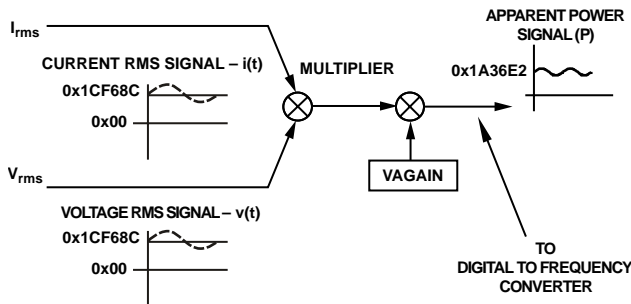 APPARENT POWER
SIGNAL (P)
Irms
CURRENT RMS SIGNAL – i(t)
MULTIPLIER
0x1A36E2
0x1CF68C
0x00
VAGAIN
Vrms
VOLTAGE RMS SIGNAL – v(t)
0x1CF68C
0x00
TO
DIGITAL TO FREQUENCY
CONVERTER